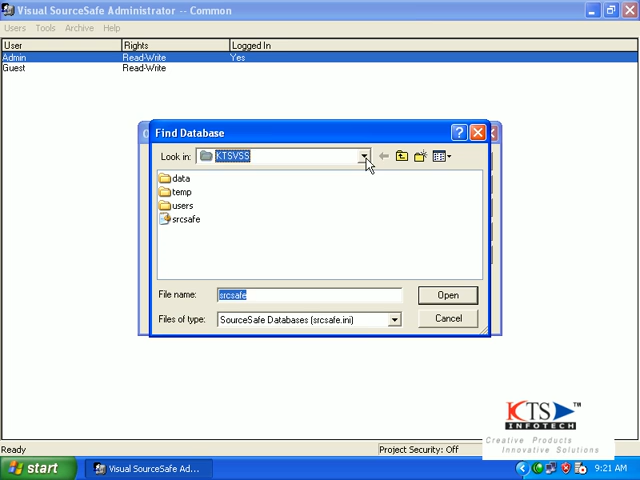 Visual SourceSafe Administrator -- Common
Users Tools Archive Help
User Rights Logged In
Admin Read-Write Yes
Guest Read-Write
Find Database
Look in: KTSVSS
data
temp
users
srcsafe
File name: srcsafe
Open
Files of type: SourceSafe Databases (srcsafe.ini)
Cancel
KTS TM
INFOTECH
Creative Products
Innovative Solutions
Ready Project Security: Off
start Visual SourceSafe Ad... 9:21 AM